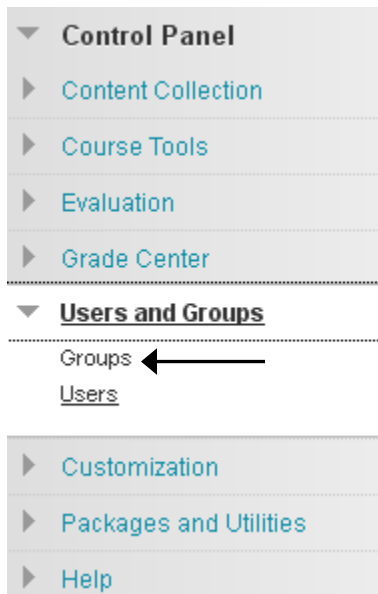 Control Panel
Content Collection
Course Tools
Evaluation
Grade Center
Users and Groups
Groups
Users
Customization
Packages and Utilities
Help